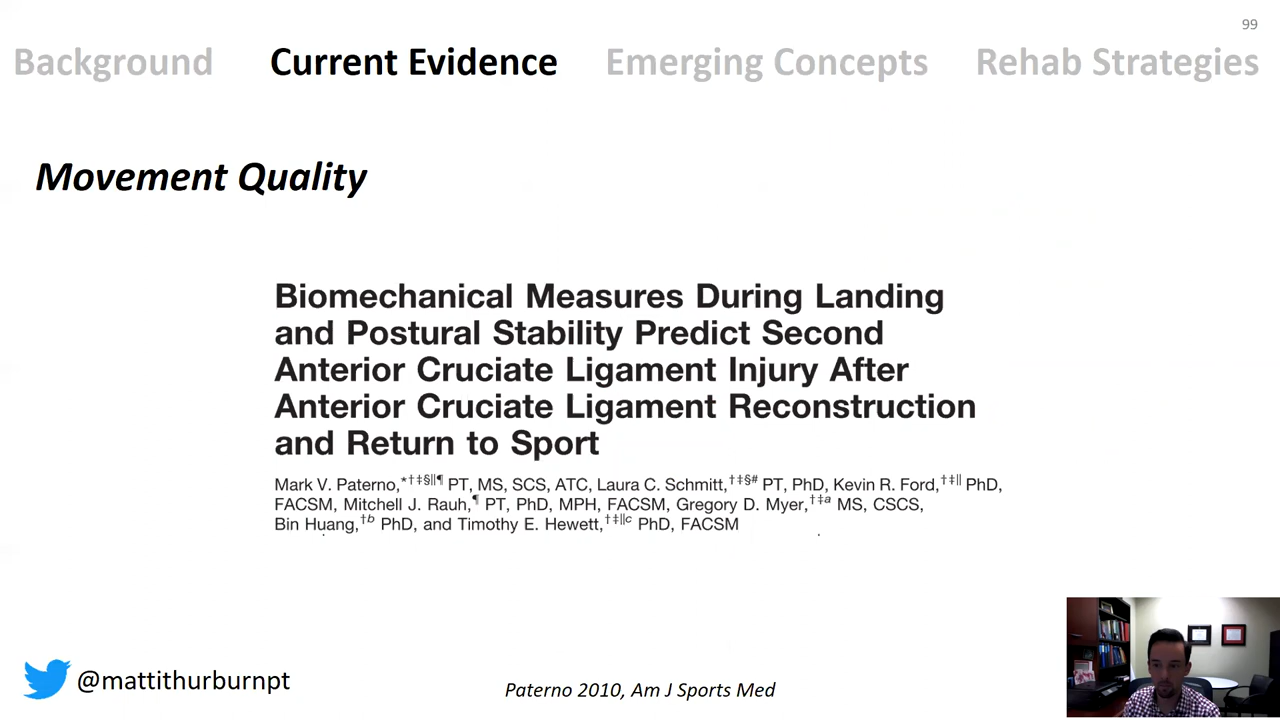 99
Background Current Evidence Emerging Concepts Rehab Strategies
Movement Quality
Biomechanical Measures During Landing
and Postural Stability Predict Second
Anterior Cruciate Ligament Injury After
Anterior Cruciate Ligament Reconstruction
and Return to Sport
Mark V. Paterno,*†‡§||¶ PT, MS, SCS, ATC, Laura C. Schmitt,†‡§# PT, PhD, Kevin R. Ford,†‡|| PhD,
FACSM, Mitchell J. Rauh,¶ PT, PhD, MPH, FACSM, Gregory D. Myer,†‡a MS, CSCS,
Bin Huang,†b PhD, and Timothy E. Hewett,†‡||c PhD, FACSM
@mattithurburnpt
Paterno 2010, Am J Sports Med